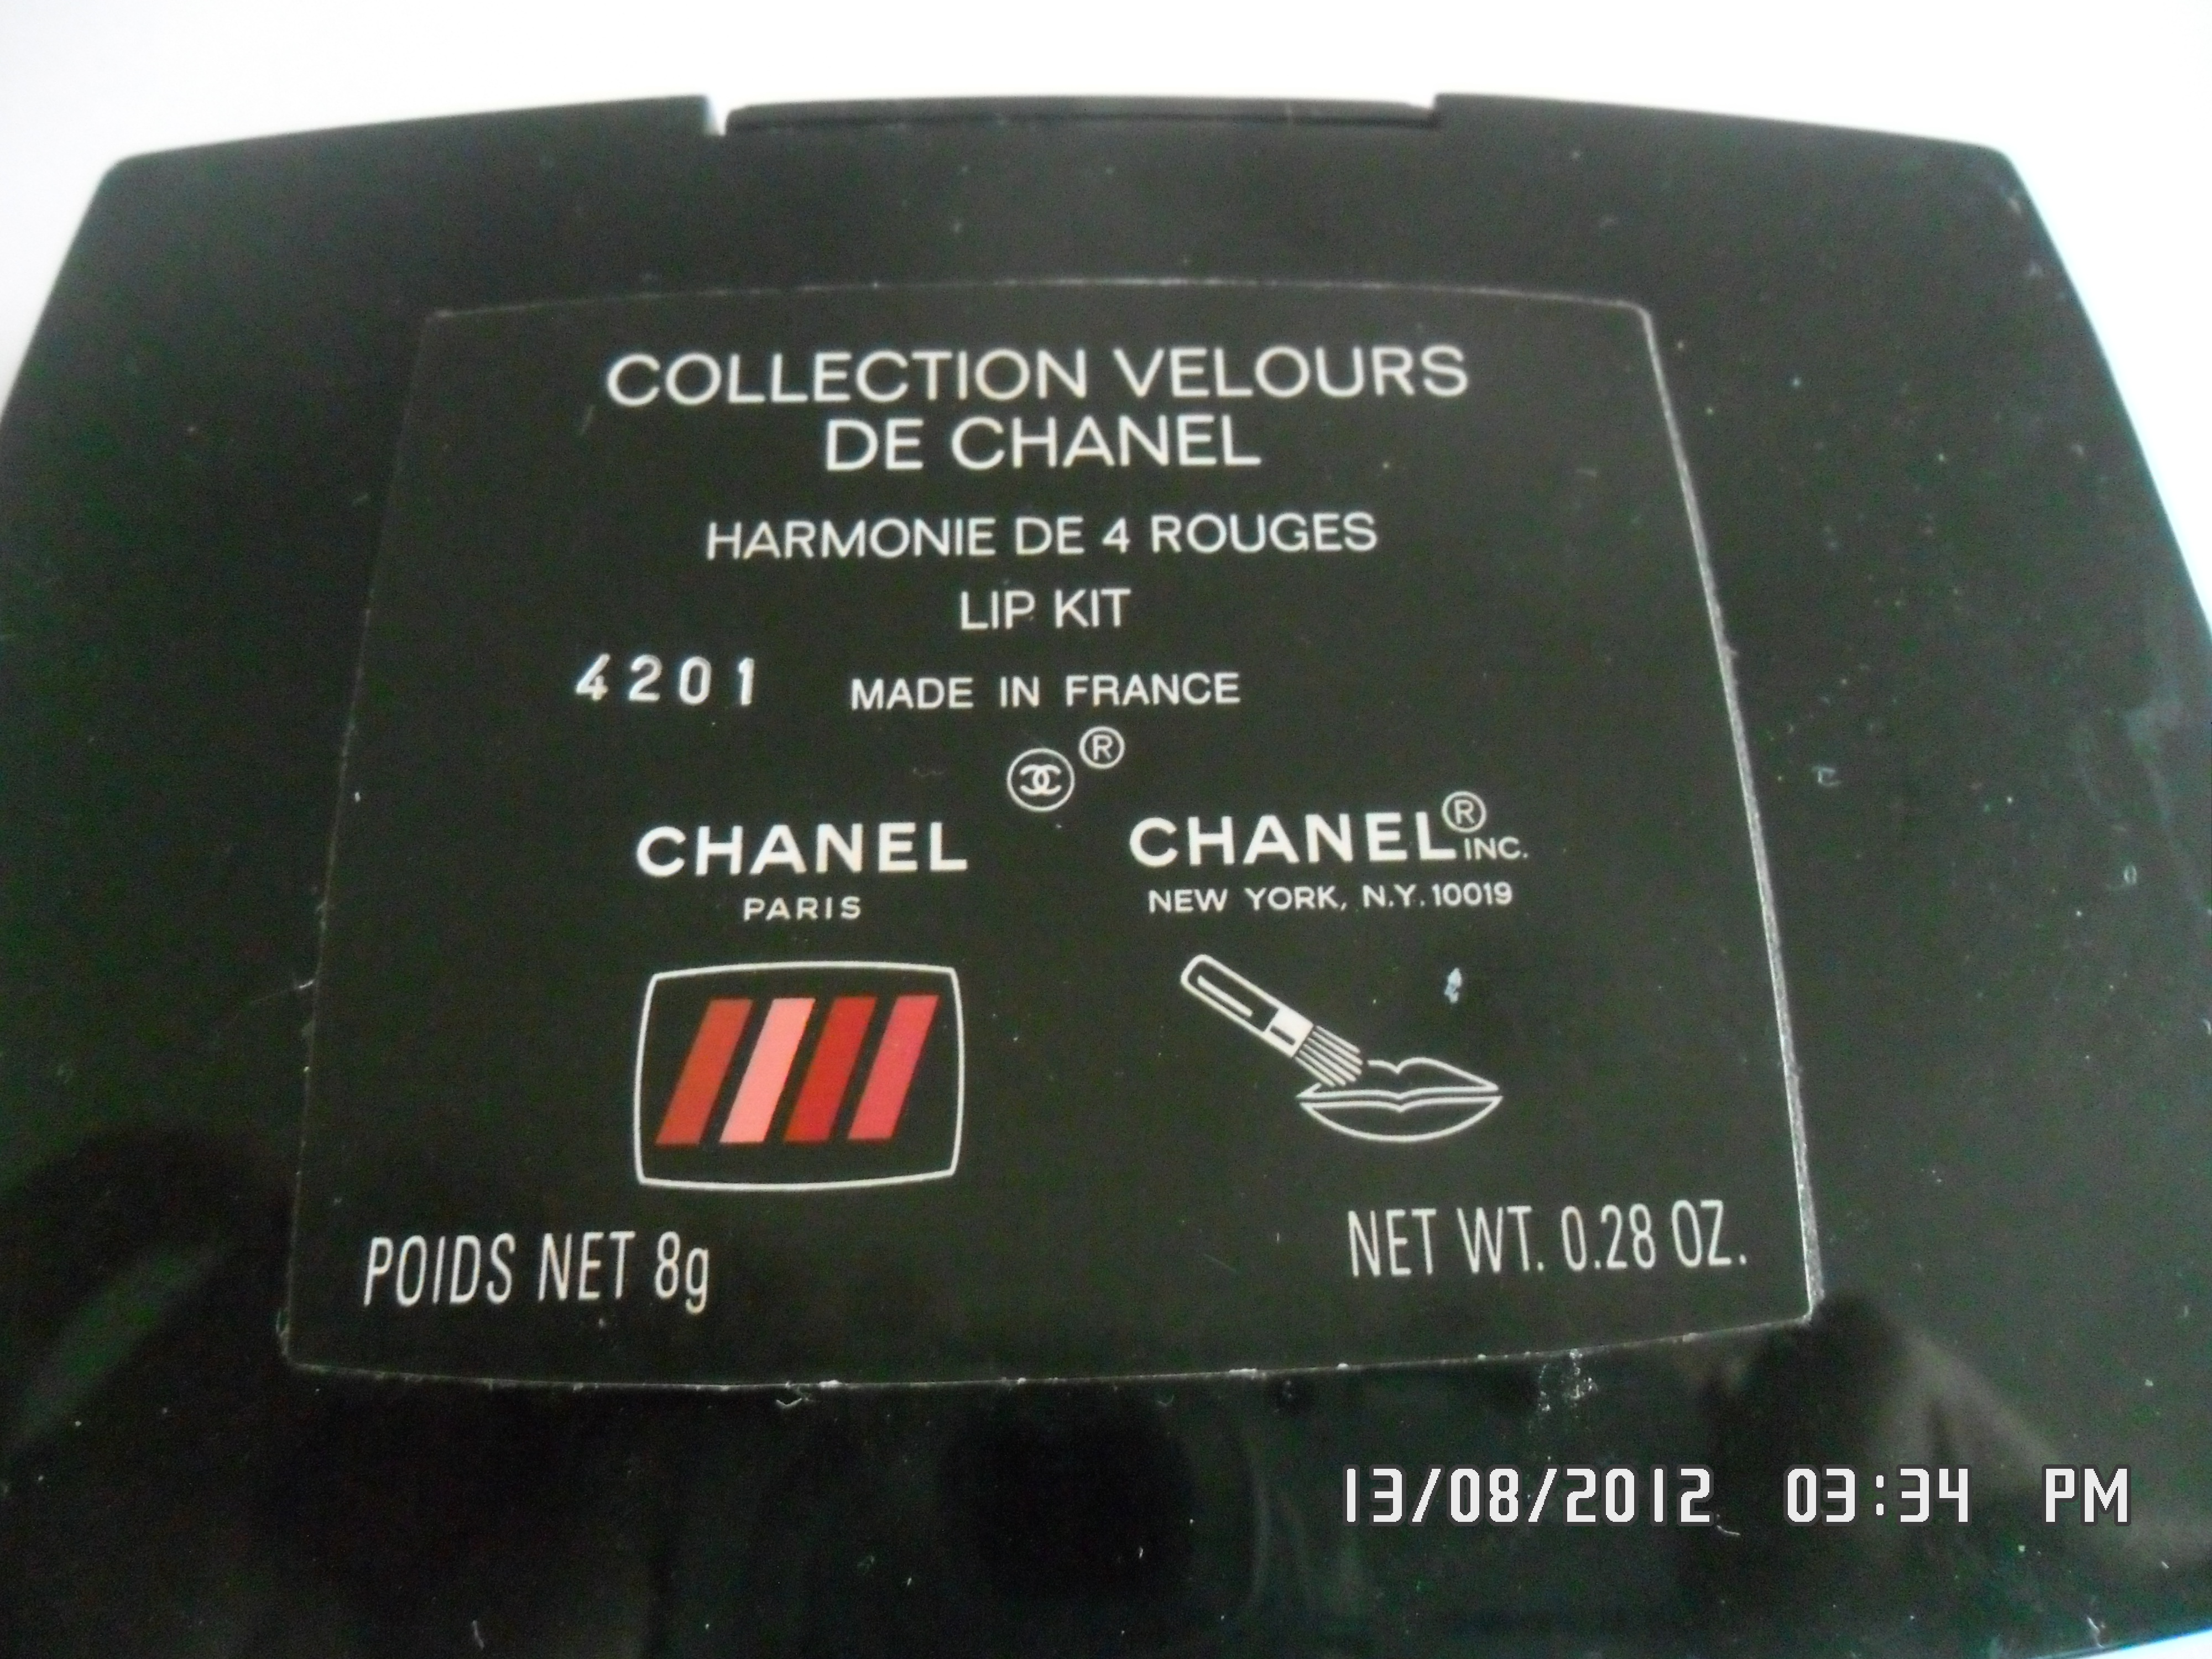 COLLECTION VELOURS
DE CHANEL
HARMONIE DE 4 ROUGES
LIP KIT
4201 MADE IN FRANCE
®
CHANEL
PARIS
CHANEL® INC.
NEW YORK, N.Y. 10019
POIDS NET 8g
NET WT. 0.28 OZ.
13/08/2012 03:34 PM